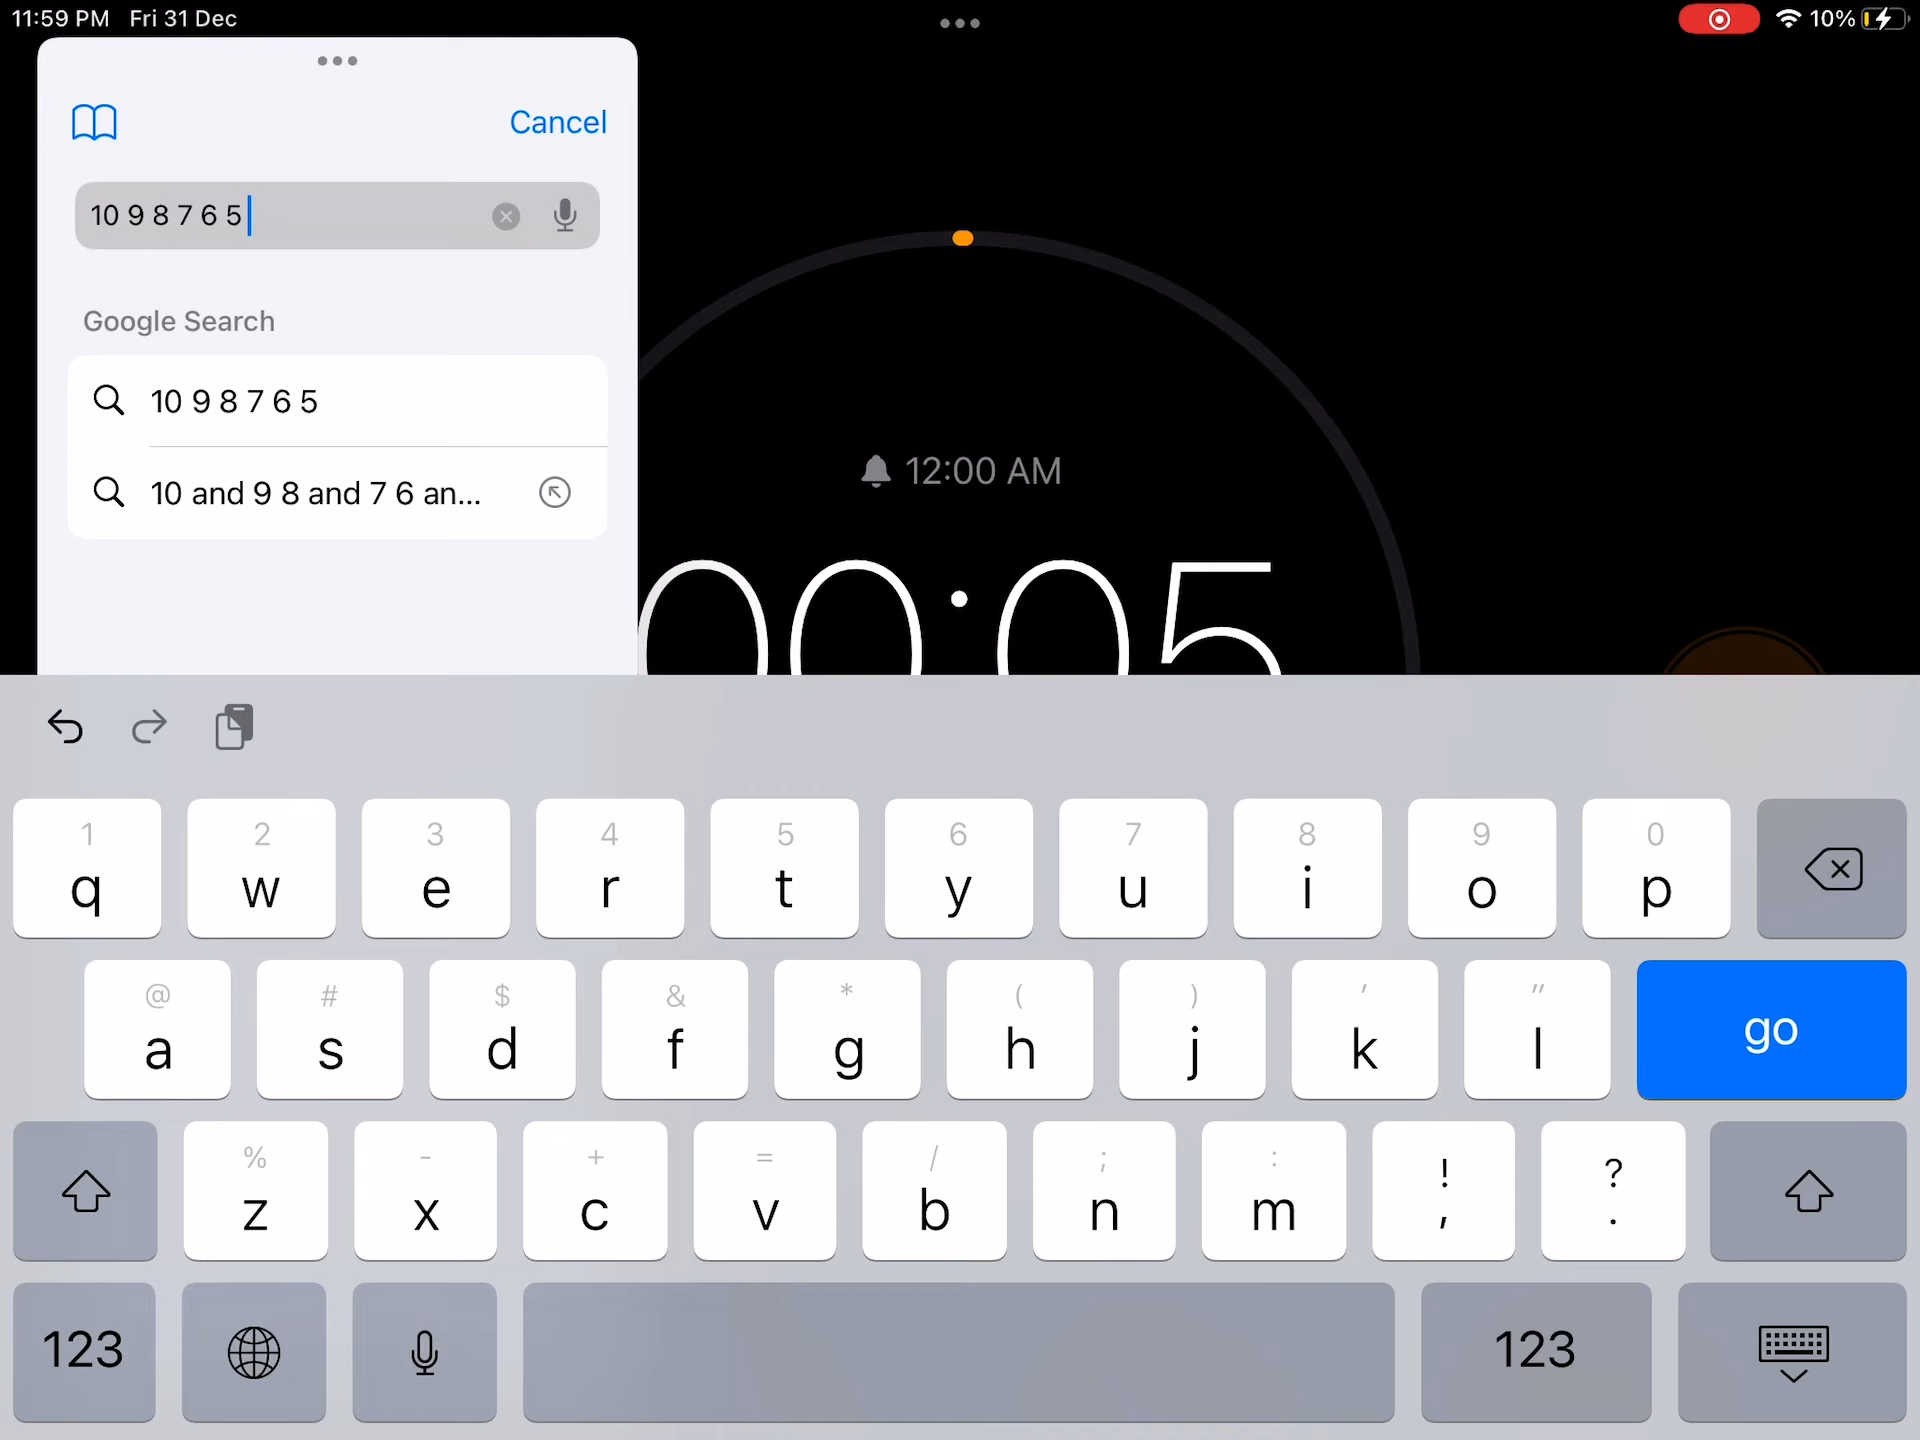 11:59 PM Fri 31 Dec
10%
Cancel
10 9 8 7 6 5
Google Search
10 9 8 7 6 5
10 and 9 8 and 7 6 an...
12:00 AM
00:05
1 2 3 4 5 6 7 8 9 0
q w e r t y u i o p
@ # $ & * ( ) ' "
a s d f g h j k l go
% - + = / ; : ! ?
z x c v b n m , .
123 123